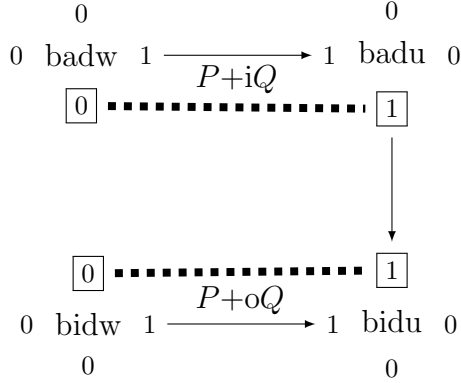 0 0
0 badw 1 1 badu 0
P+iQ
0 1
0 1
P+oQ
0 bidw 1 1 bidu 0
0 0